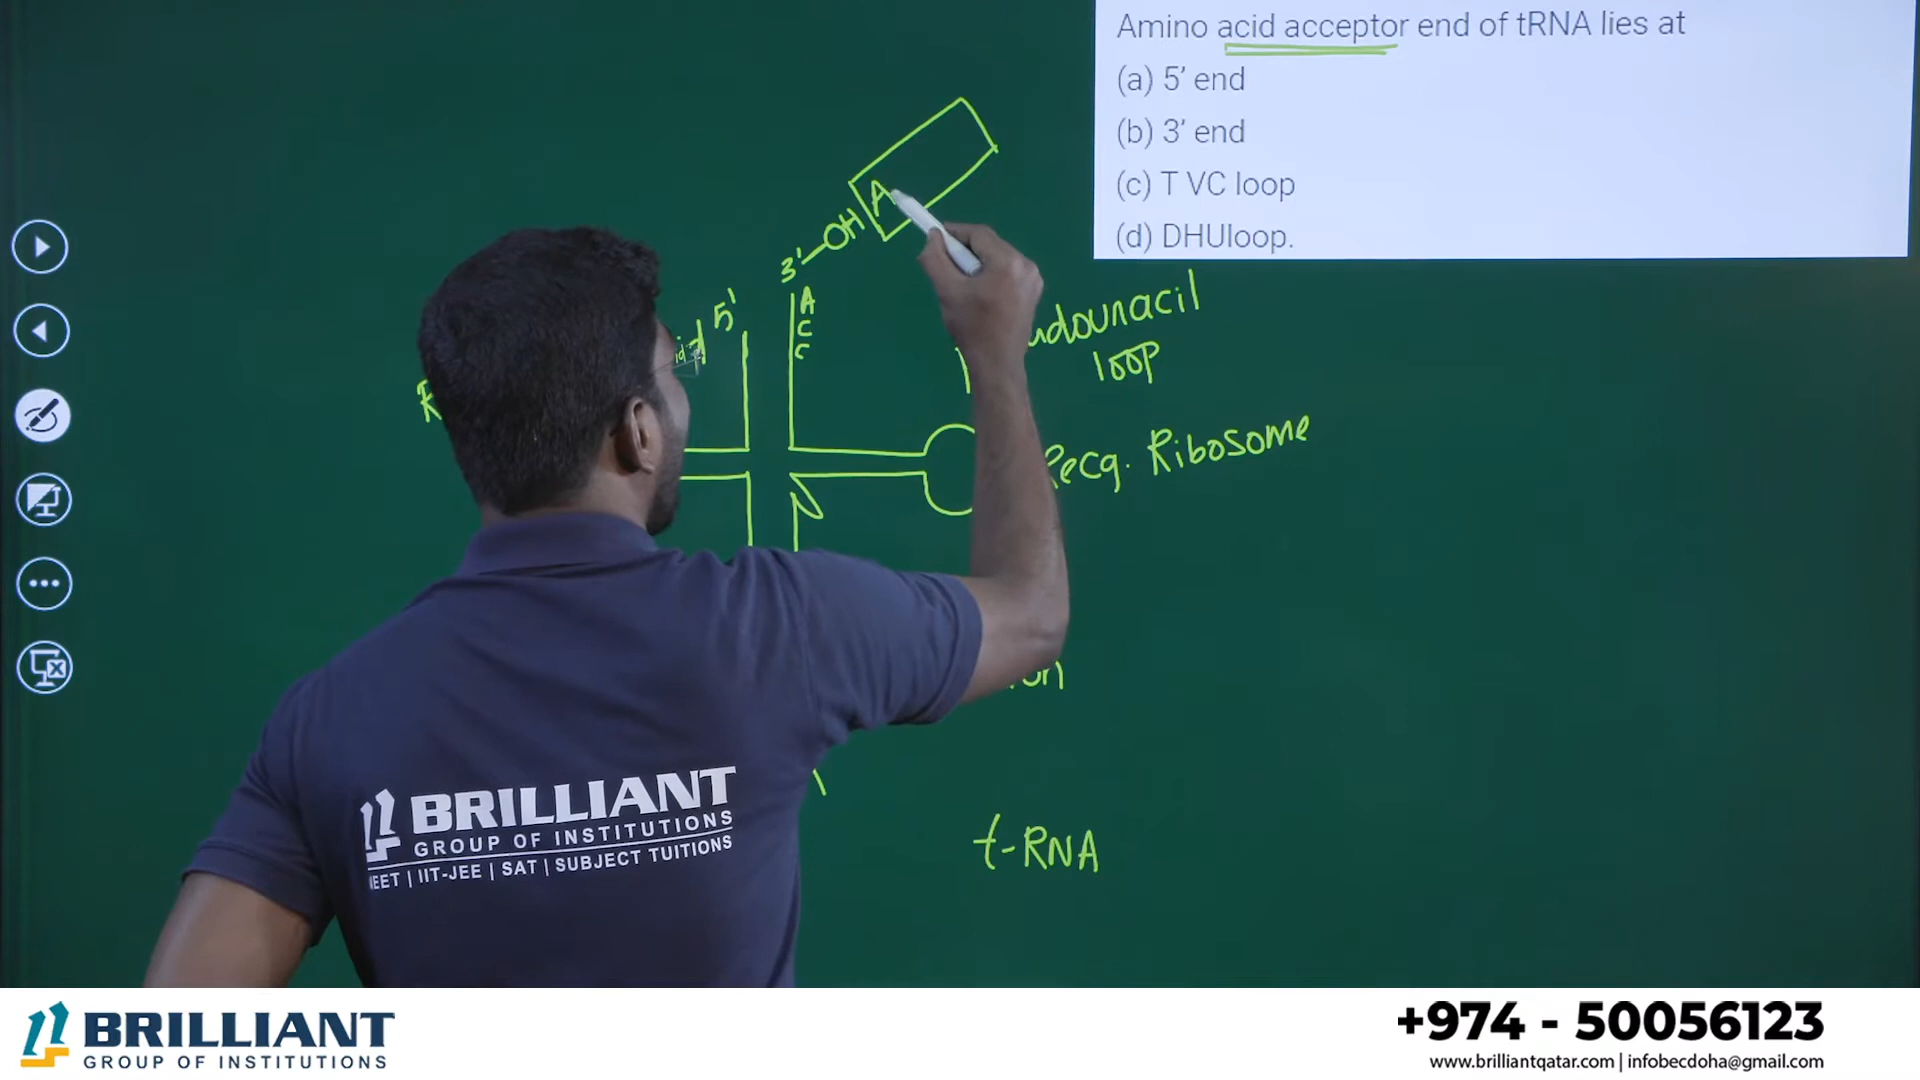 Amino acid acceptor end of tRNA lies at
(a) 5’ end
(b) 3’ end
(c) T VC loop
(d) DHUloop.
A
3'-OH
5'
A
C
C
loop
Recg. Ribosome
t-RNA
BRILLIANT
GROUP OF INSTITUTIONS
NEET | IIT-JEE | SAT | SUBJECT TUITIONS
BRILLIANT
GROUP OF INSTITUTIONS
+974 - 50056123
www.brilliantqatar.com | infobecdoha@gmail.com